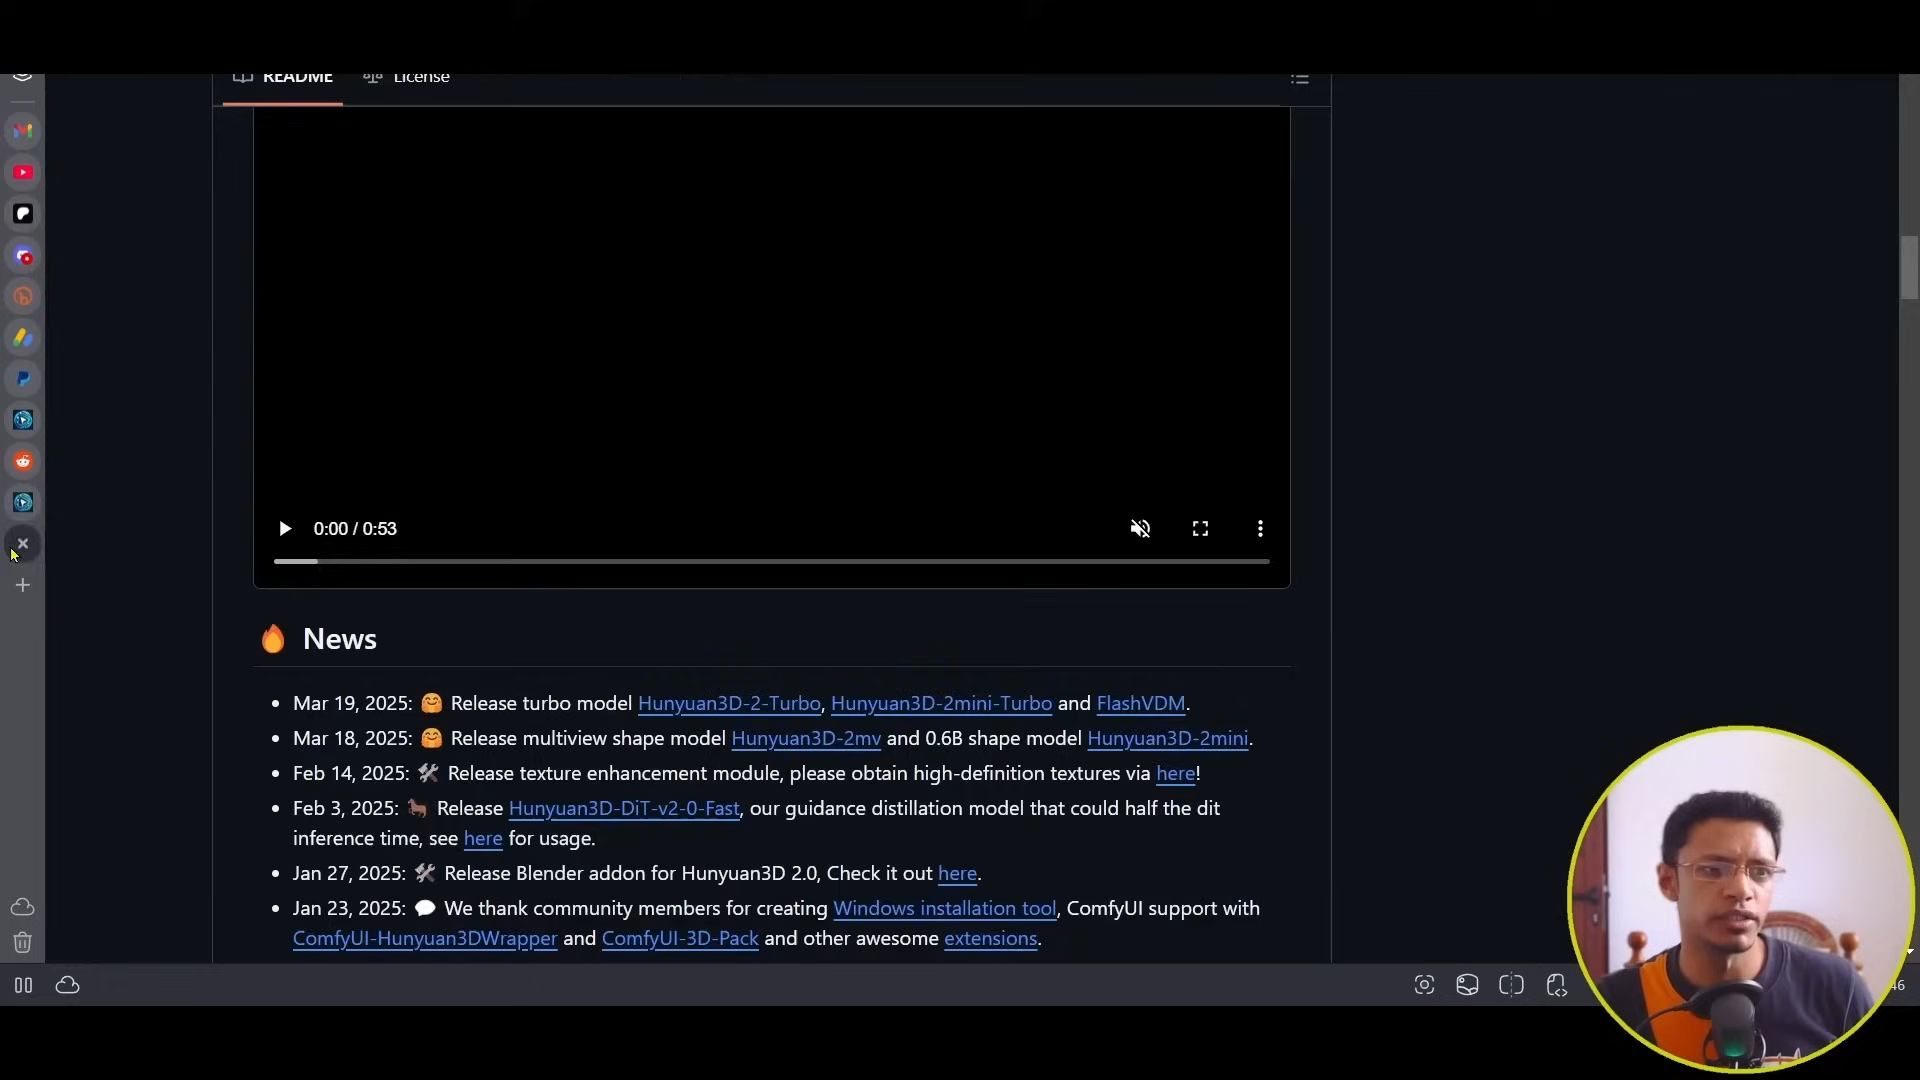 README License
0:00 / 0:53
🔥 News
• Mar 19, 2025: 🤗 Release turbo model Hunyuan3D-2-Turbo, Hunyuan3D-2mini-Turbo and FlashVDM.
• Mar 18, 2025: 🤗 Release multiview shape model Hunyuan3D-2mv and 0.6B shape model Hunyuan3D-2mini.
• Feb 14, 2025: 🛠️ Release texture enhancement module, please obtain high-definition textures via here!
• Feb 3, 2025: 🐎 Release Hunyuan3D-DiT-v2-0-Fast, our guidance distillation model that could half the dit
inference time, see here for usage.
• Jan 27, 2025: 🛠️ Release Blender addon for Hunyuan3D 2.0, Check it out here.
• Jan 23, 2025: 💬 We thank community members for creating Windows installation tool, ComfyUI support with
ComfyUI-Hunyuan3DWrapper and ComfyUI-3D-Pack and other awesome extensions.